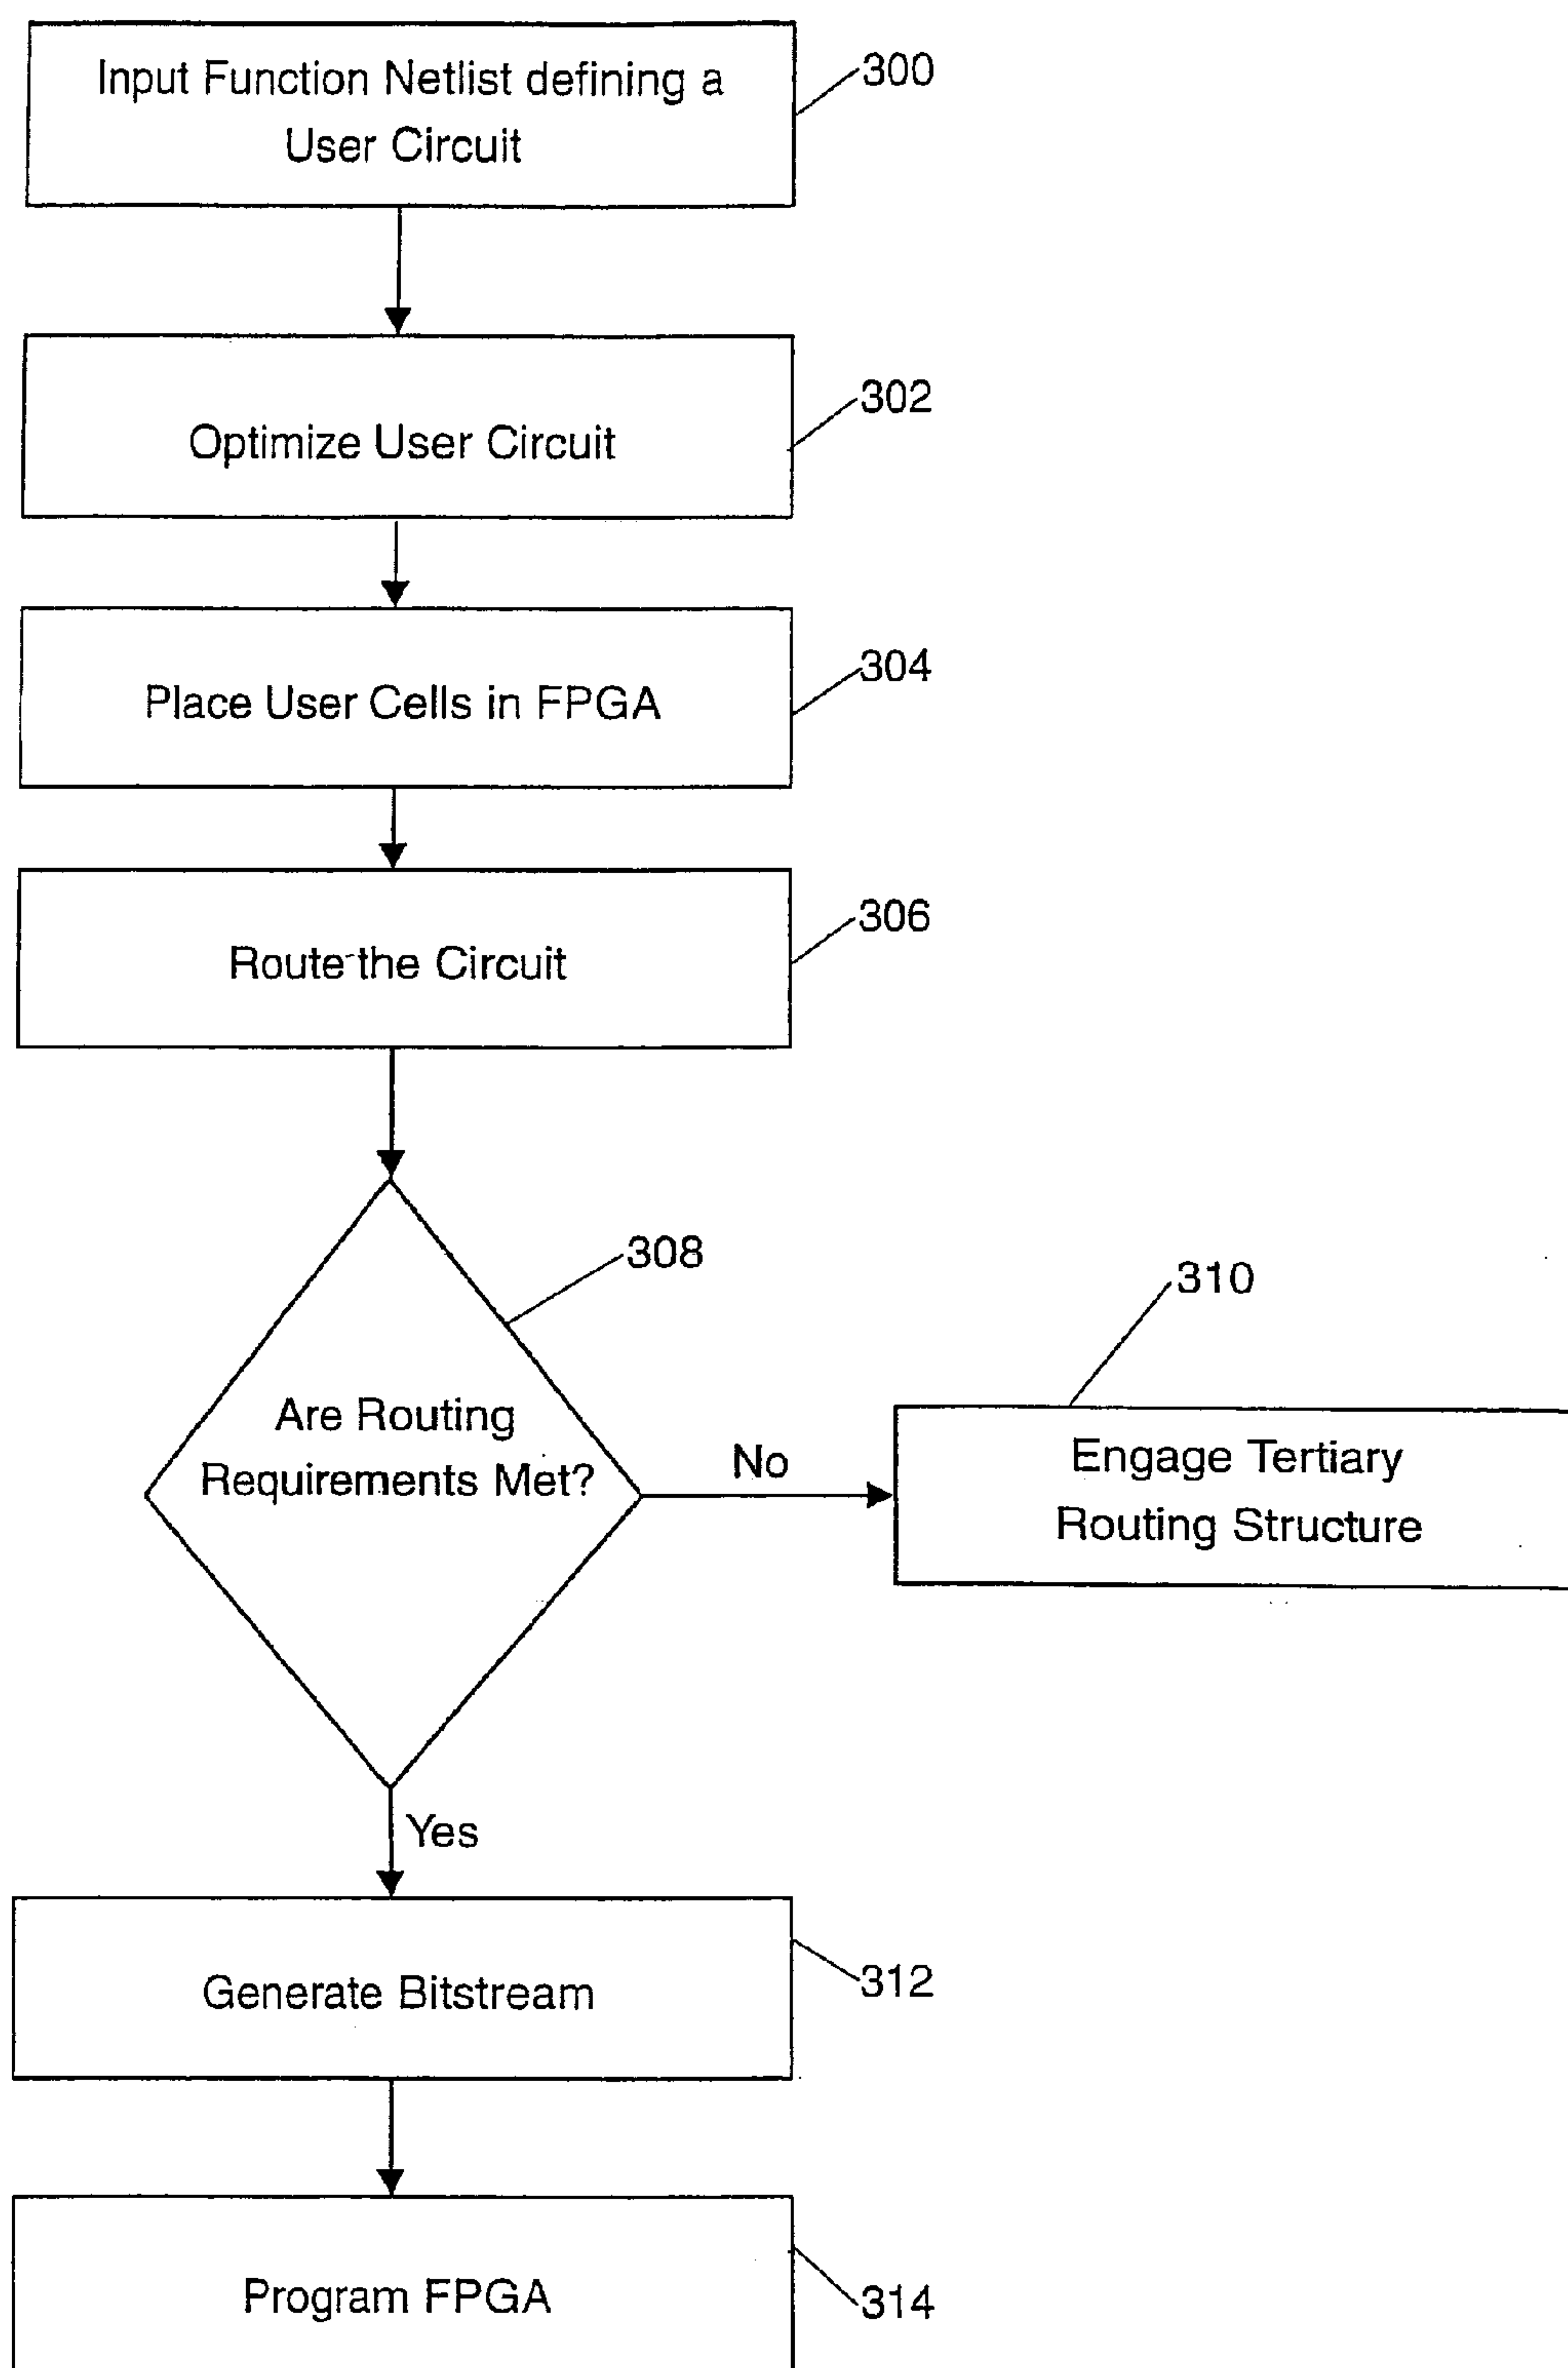 Input Function Netlist defining a
User Circuit
300
Optimize User Circuit
302
Place User Cells in FPGA
304
Route the Circuit
306
308
310
Are Routing
Requirements Met?
No
Engage Tertiary
Routing Structure
Yes
Generate Bitstream
312
Program FPGA
314